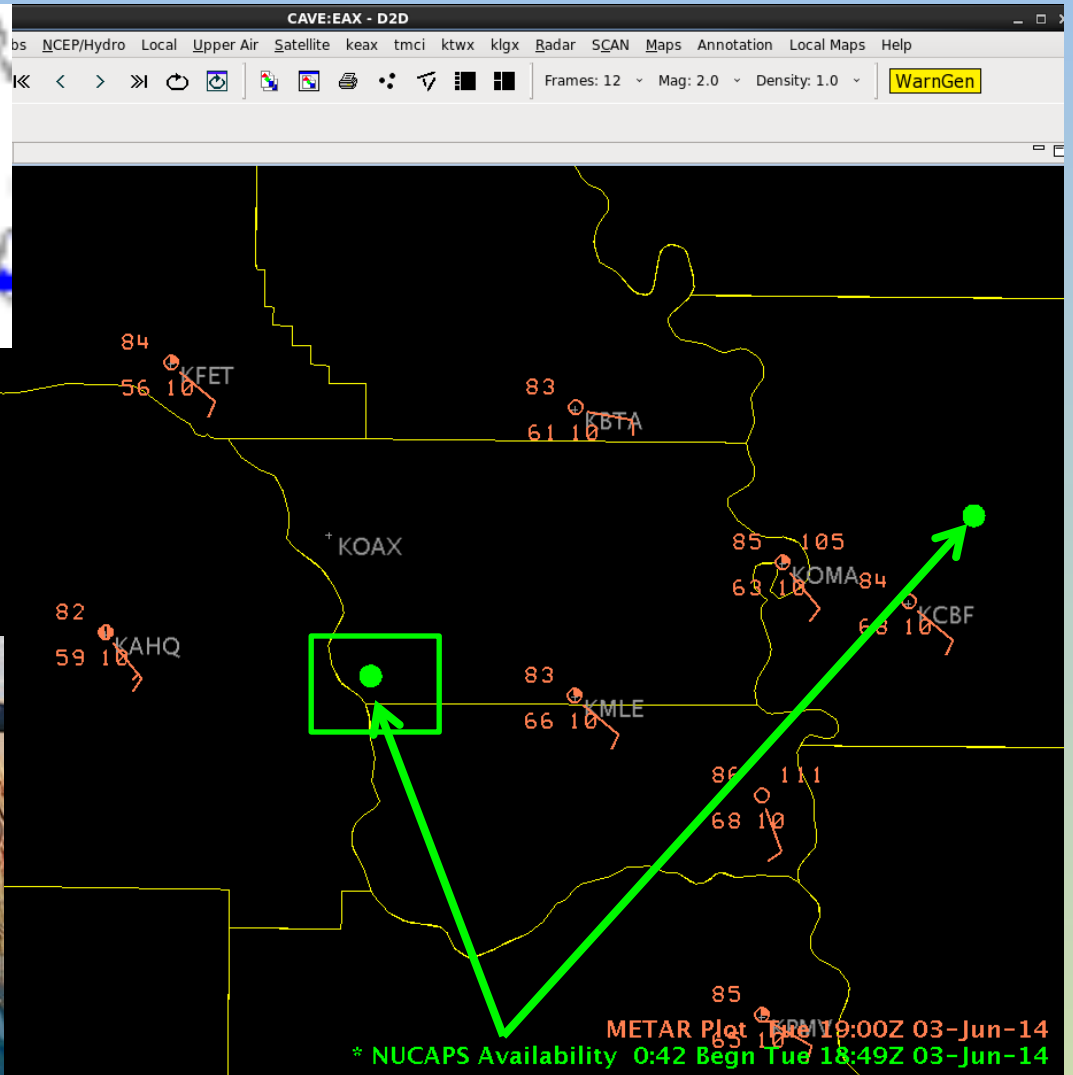 CAVE:EAX - D2D
bs NCEP/Hydro Local Upper Air Satellite keax tmci ktwx klgx Radar SCAN Maps Annotation Local Maps Help
Frames: 12 Mag: 2.0 Density: 1.0 WarnGen
84
KFET
56 10
83
KBTA
61 10
KOAX
85 105
KOMA
63 10
84
KCBF
68 10
82
KAHQ
59 10
83
KMLE
66 10
86 111
68 10
85
65 10
METAR Plot Tue 19:00Z 03-Jun-14
* NUCAPS Availability 0:42 Begn Tue 18:49Z 03-Jun-14